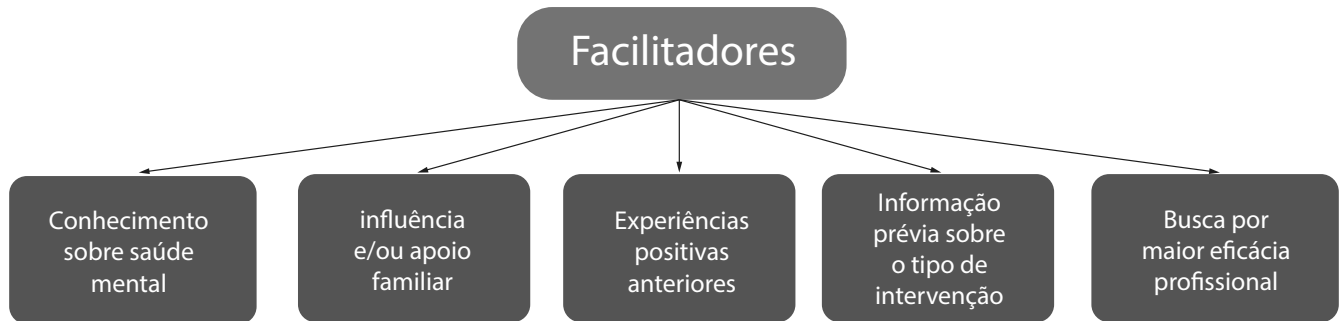 Facilitadores
Conhecimento
sobre saúde
mental
influência
e/ou apoio
familiar
Experiências
positivas
anteriores
Informação
prévia sobre
o tipo de
intervenção
Busca por
maior eficácia
profissional